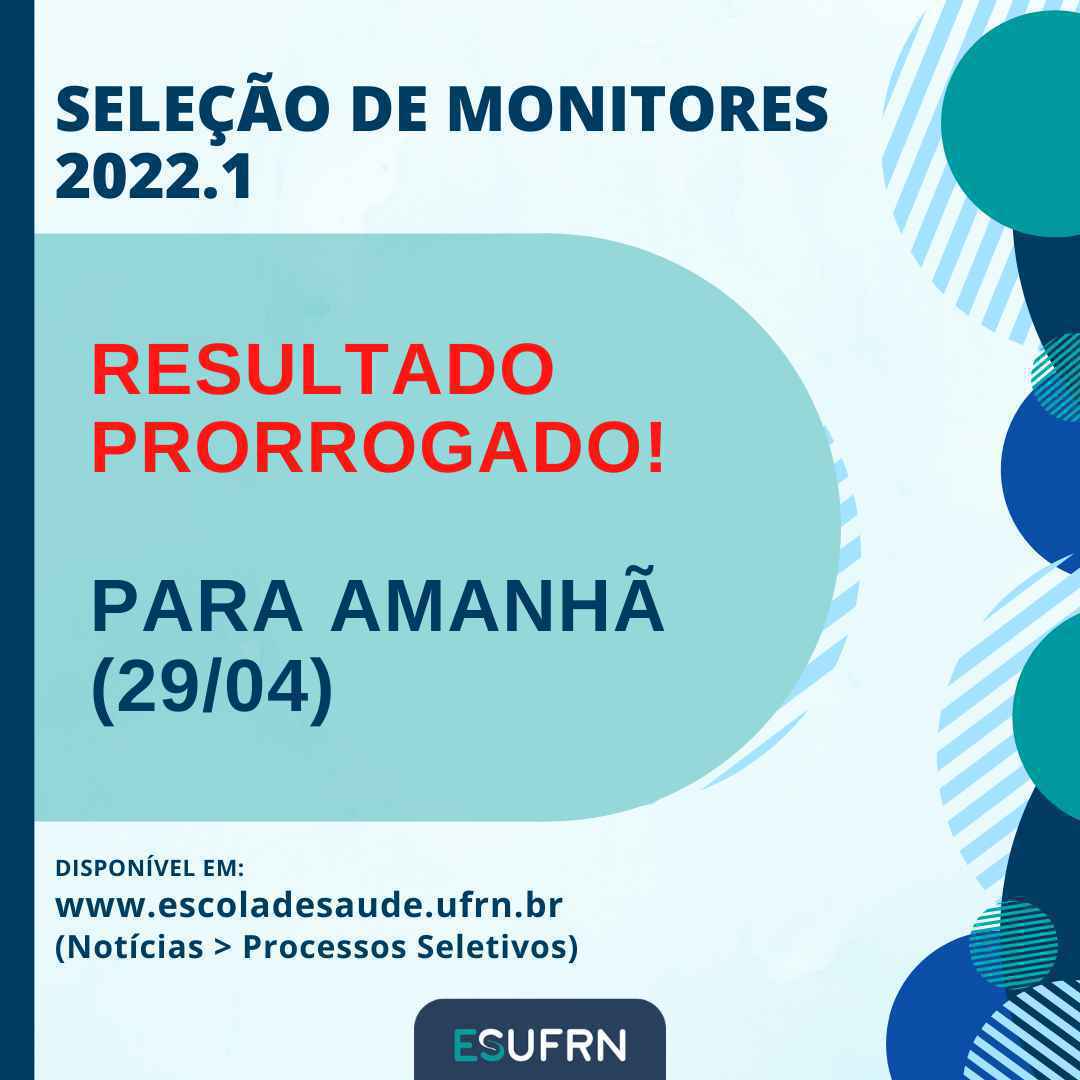 SELEÇÃO DE MONITORES
2022.1
RESULTADO
PRORROGADO!
PARA AMANHÃ
(29/04)
DISPONÍVEL EM:
www.escoladesaude.ufrn.br
(Notícias > Processos Seletivos)
ESUFRN